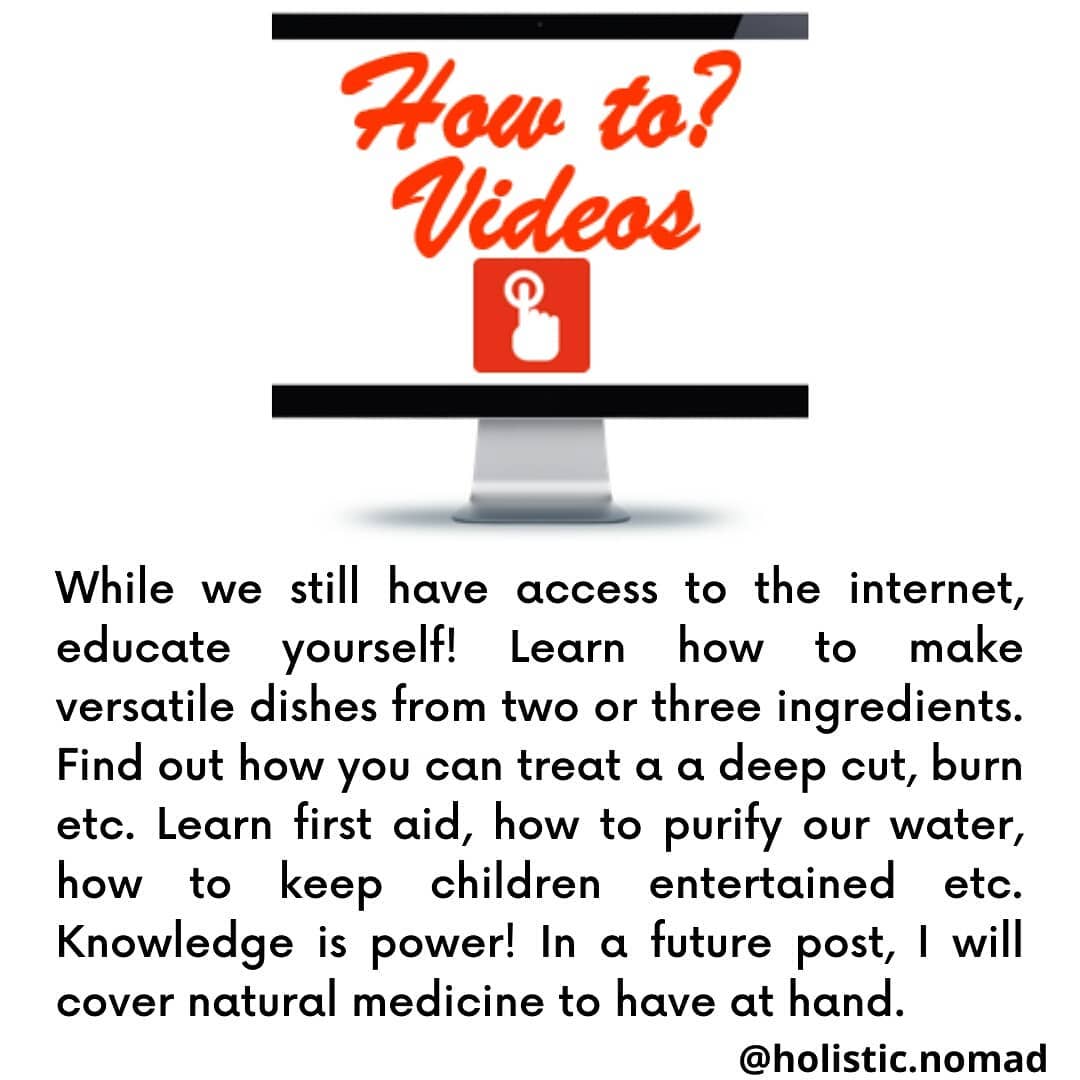 How to?
Videos
While we still have access to the internet,
educate yourself! Learn how to make
versatile dishes from two or three ingredients.
Find out how you can treat a a deep cut, burn
etc. Learn first aid, how to purify our water,
how to keep children entertained etc.
Knowledge is power! In a future post, I will
cover natural medicine to have at hand.
@holistic.nomad